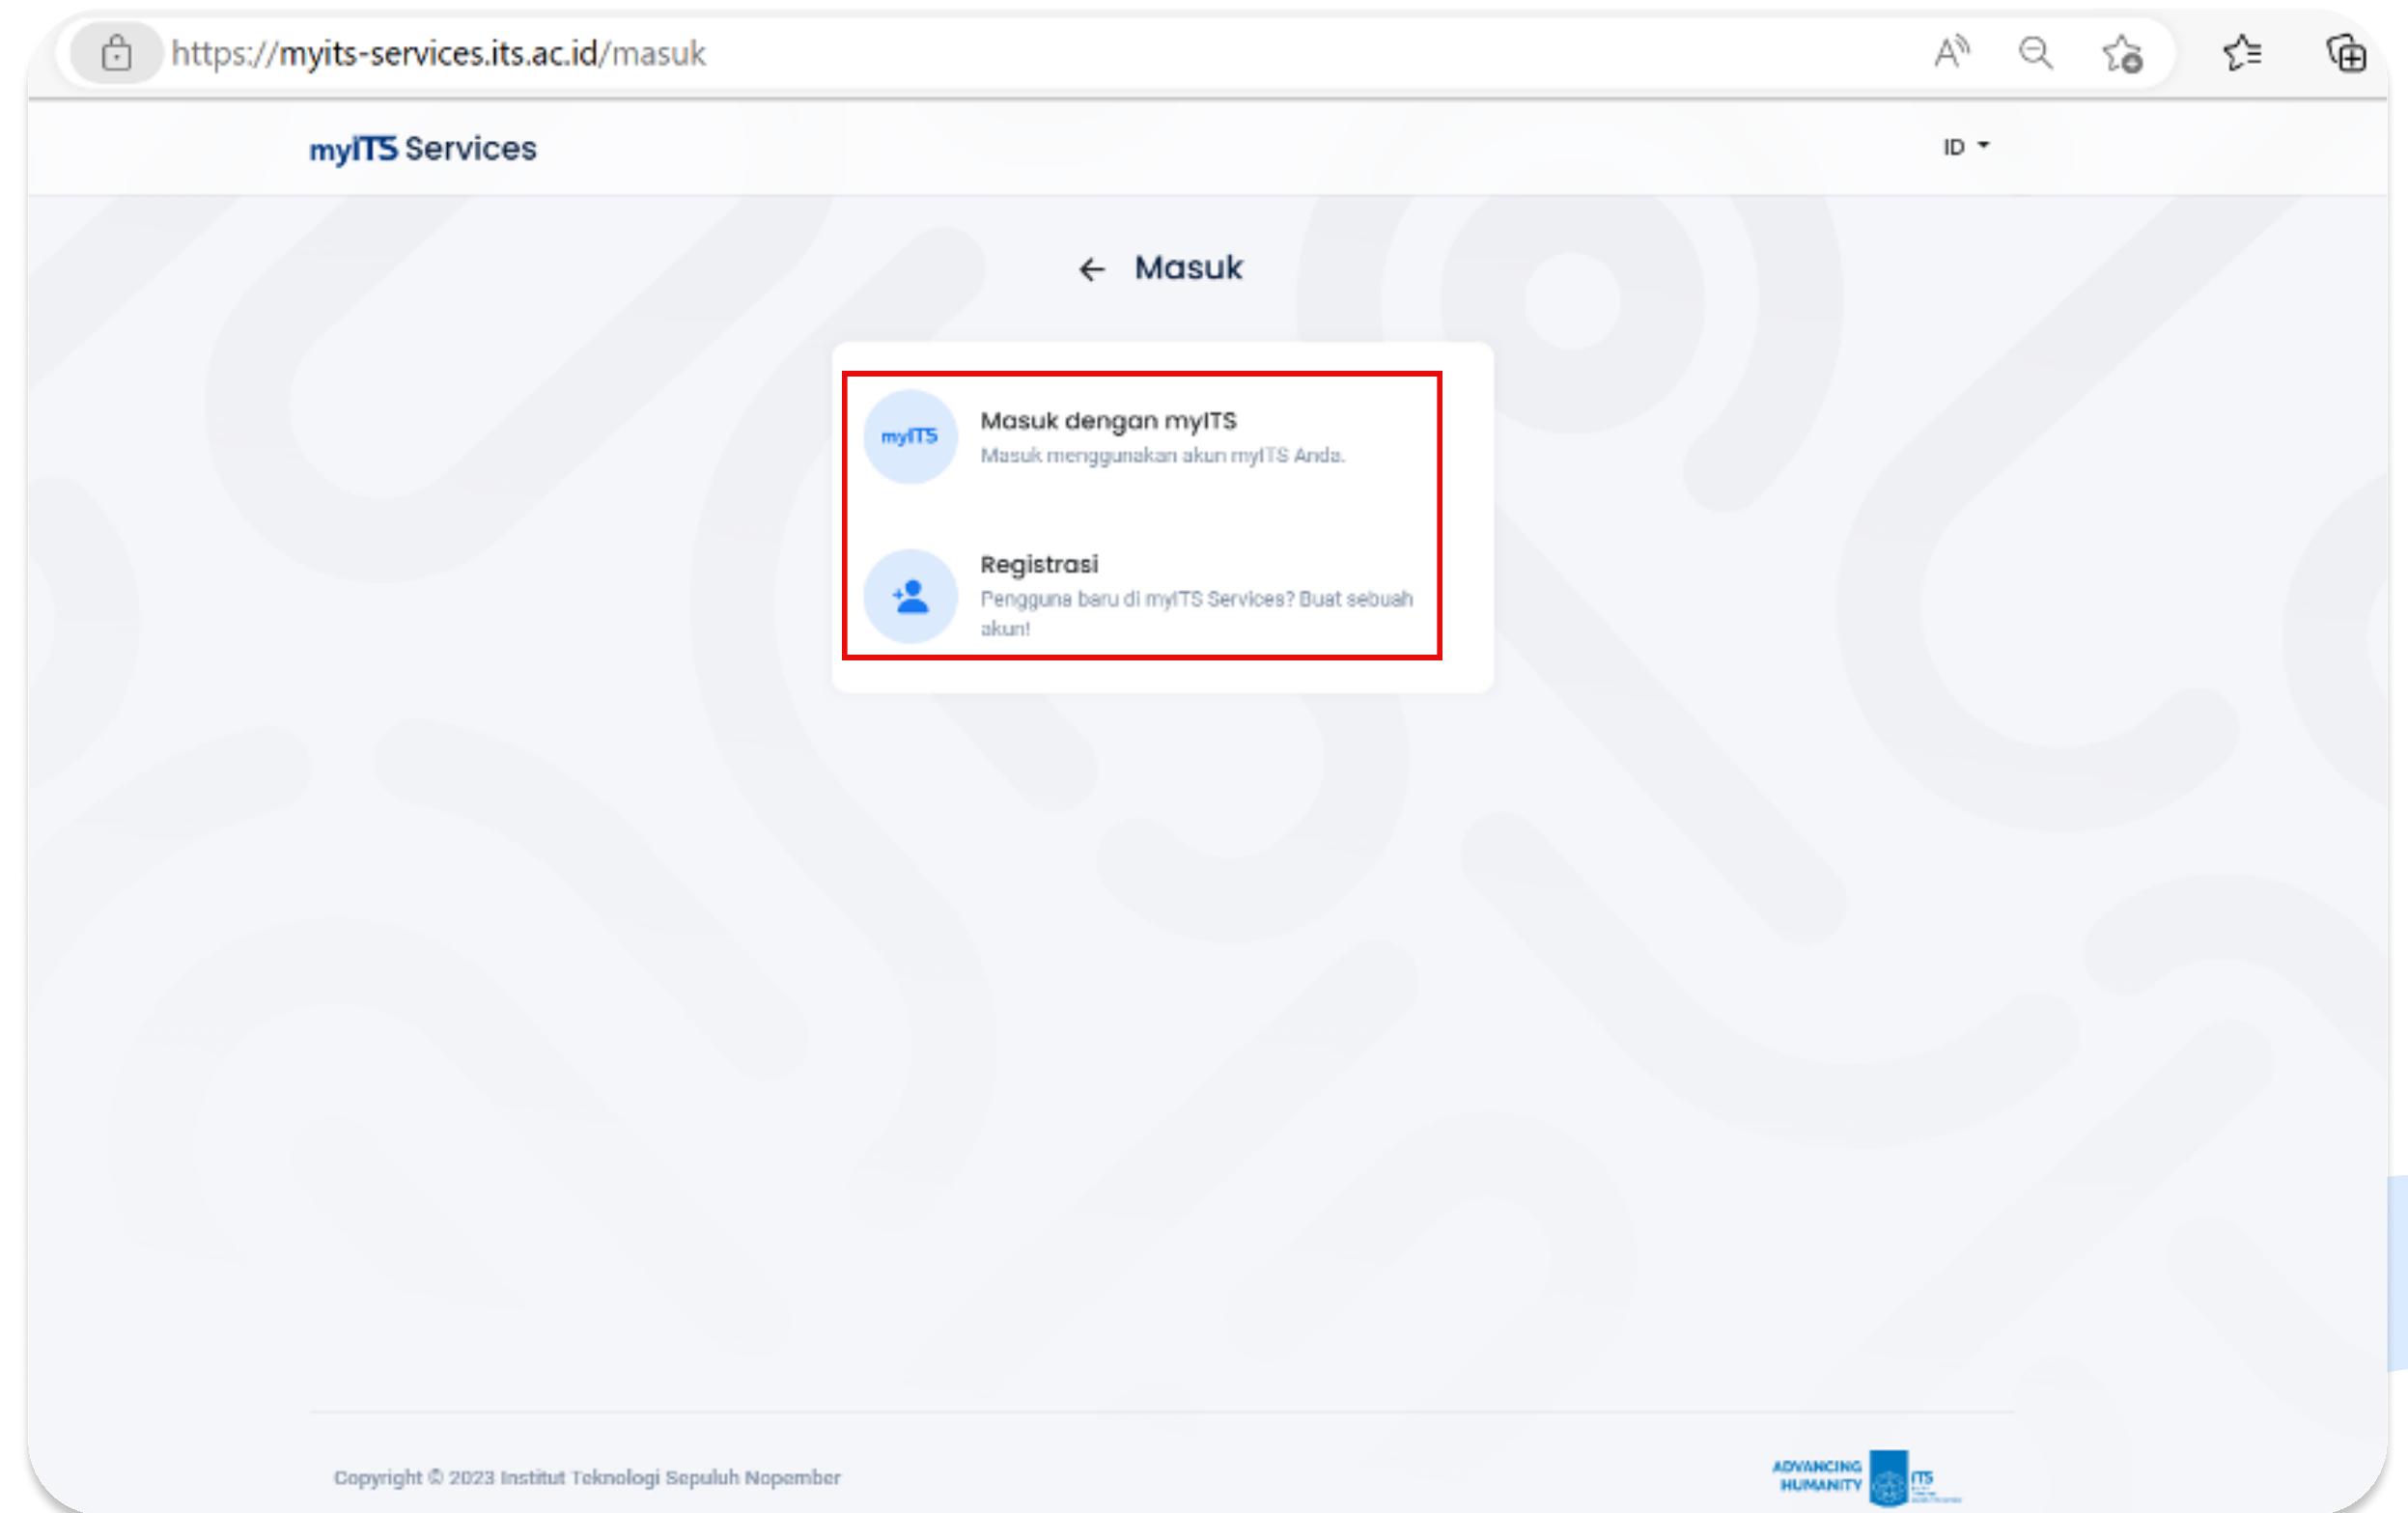 https://myits-services.its.ac.id/masuk
myITS Services
ID
Masuk
myITS
Masuk dengan myITS
Masuk menggunakan akun myITS Anda.
Registrasi
Pengguna baru di myITS Services? Buat sebuah
akun!
Copyright © 2023 Institut Teknologi Sepuluh Nopember
ADVANCING
HUMANITY
ITS